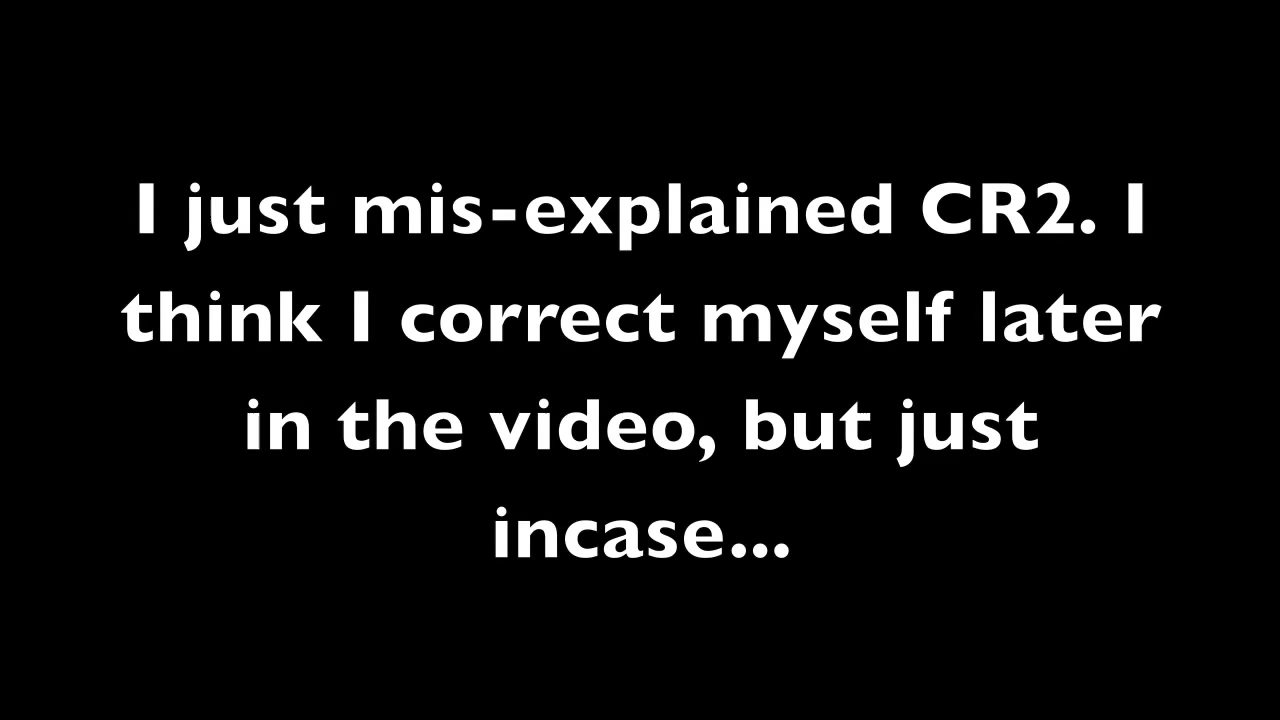 I just mis-explained CR2. I
think I correct myself later
in the video, but just
incase...